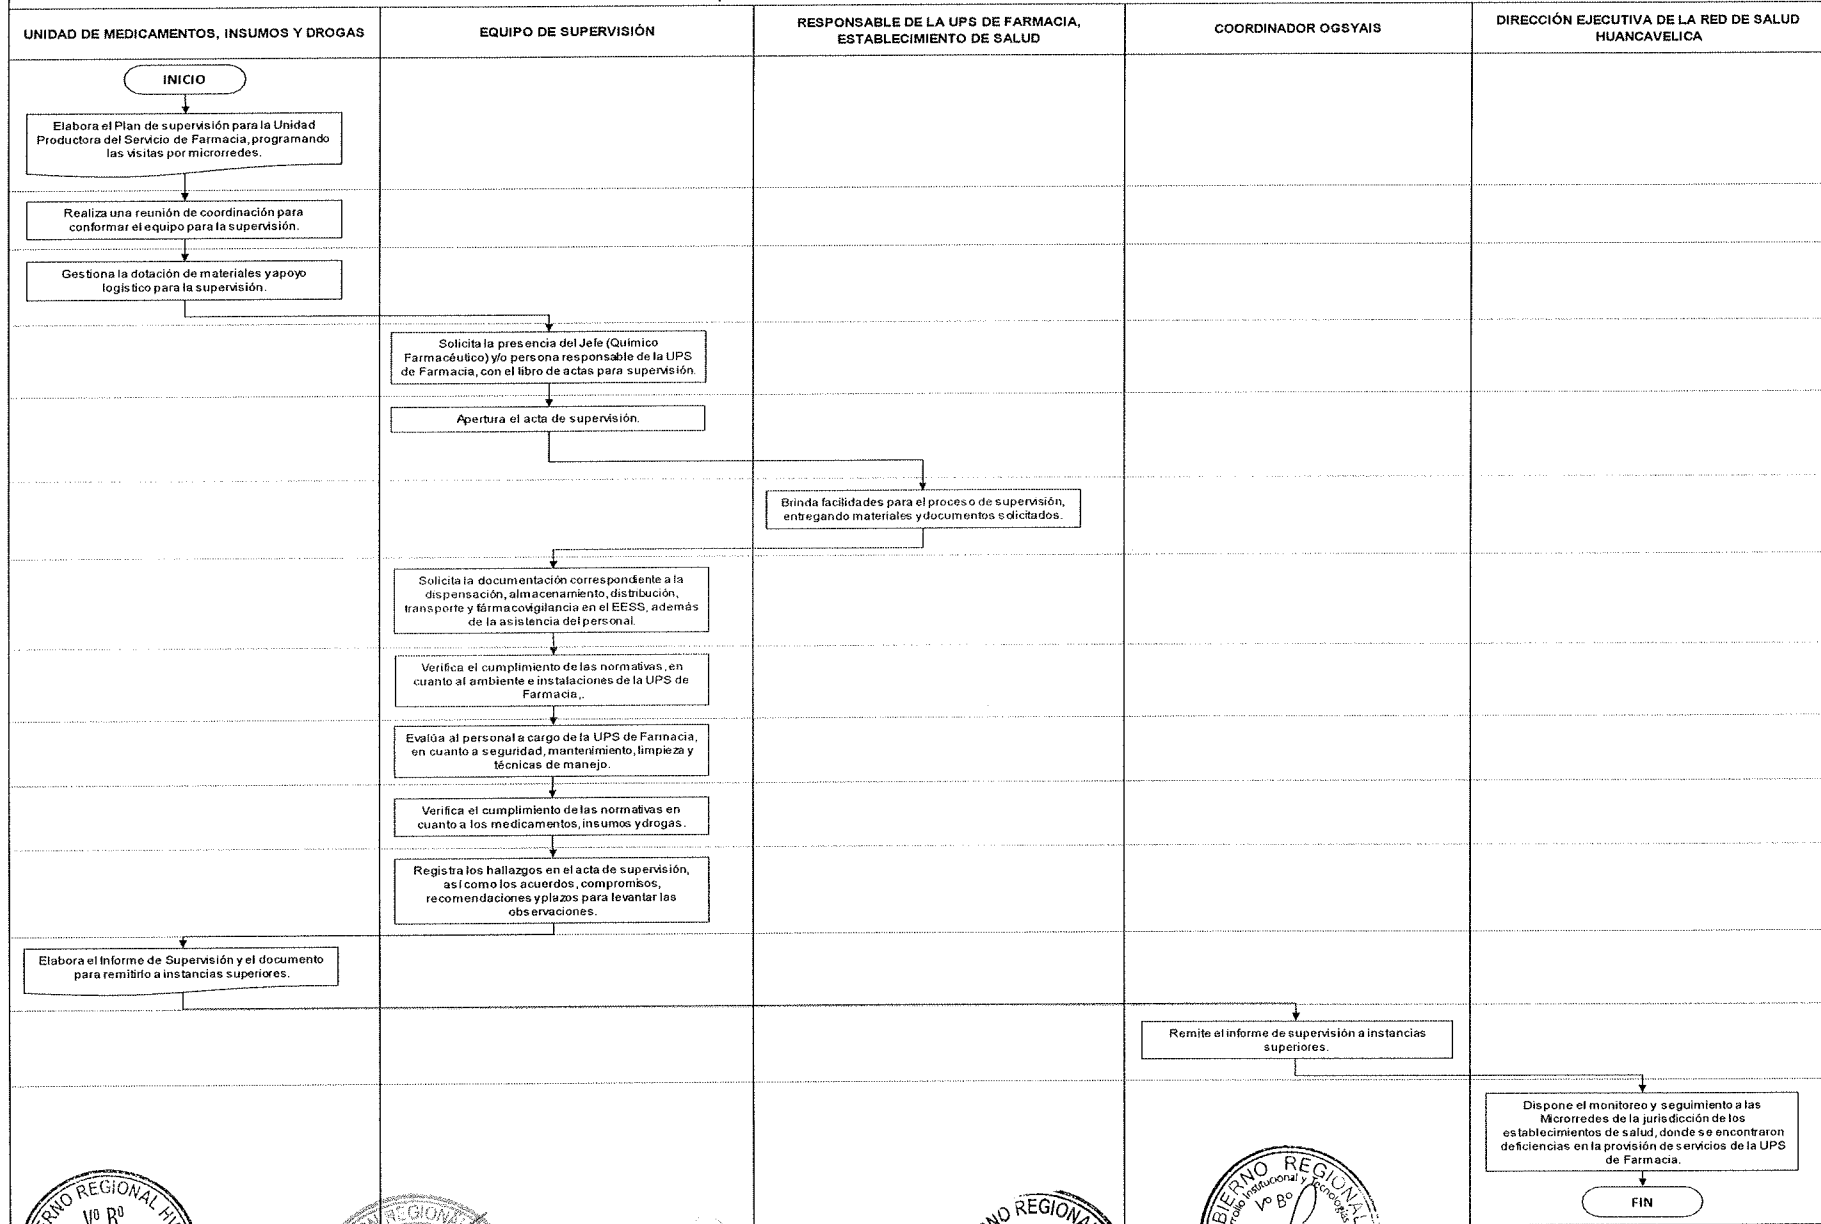 UNIDAD DE MEDICAMENTOS, INSUMOS Y DROGAS
EQUIPO DE SUPERVISIÓN
RESPONSABLE DE LA UPS DE FARMACIA,
ESTABLECIMIENTO DE SALUD
COORDINADOR OGSYAIS
DIRECCIÓN EJECUTIVA DE LA RED DE SALUD
HUANCAVELICA
INICIO
Elabora el Plan de supervisión para la Unidad
Productora del Servicio de Farmacia, programando
las visitas por microrredes.
Realiza una reunión de coordinación para
conformar el equipo para la supervisión.
Gestiona la dotación de materiales y apoyo
logístico para la supervisión.
Solicita la presencia del Jefe (Químico
Farmacéutico) y/o persona responsable de la UPS
de Farmacia, con el libro de actas para supervisión.
Apertura el acta de supervisión.
Brinda facilidades para el proceso de supervisión,
entregando materiales y documentos solicitados.
Solicita la documentación correspondiente a la
dispensación, almacenamiento, distribución,
transporte y fármacovigilancia en el EESS, además
de la asistencia del personal.
Verifica el cumplimiento de las normativas, en
cuanto al ambiente e instalaciones de la UPS de
Farmacia,.
Evalúa al personal a cargo de la UPS de Farmacia,
en cuanto a seguridad, mantenimiento, limpieza y
técnicas de manejo.
Verifica el cumplimiento de las normativas en
cuanto a los medicamentos, insumos y drogas.
Registra los hallazgos en el acta de supervisión,
así como los acuerdos, compromisos,
recomendaciones y plazos para levantar las
observaciones.
Elabora el Informe de Supervisión y el documento
para remitirlo a instancias superiores.
Remite el informe de supervisión a instancias
superiores.
Dispone el monitoreo y seguimiento a las
Microrredes de la jurisdicción de los
establecimientos de salud, donde se encontraron
deficiencias en la provisión de servicios de la UPS
de Farmacia.
FIN
REGIONAL
Vº Bº
REGIONAL
REGIONAL
REGIONAL
Institucional y
Vº Bº